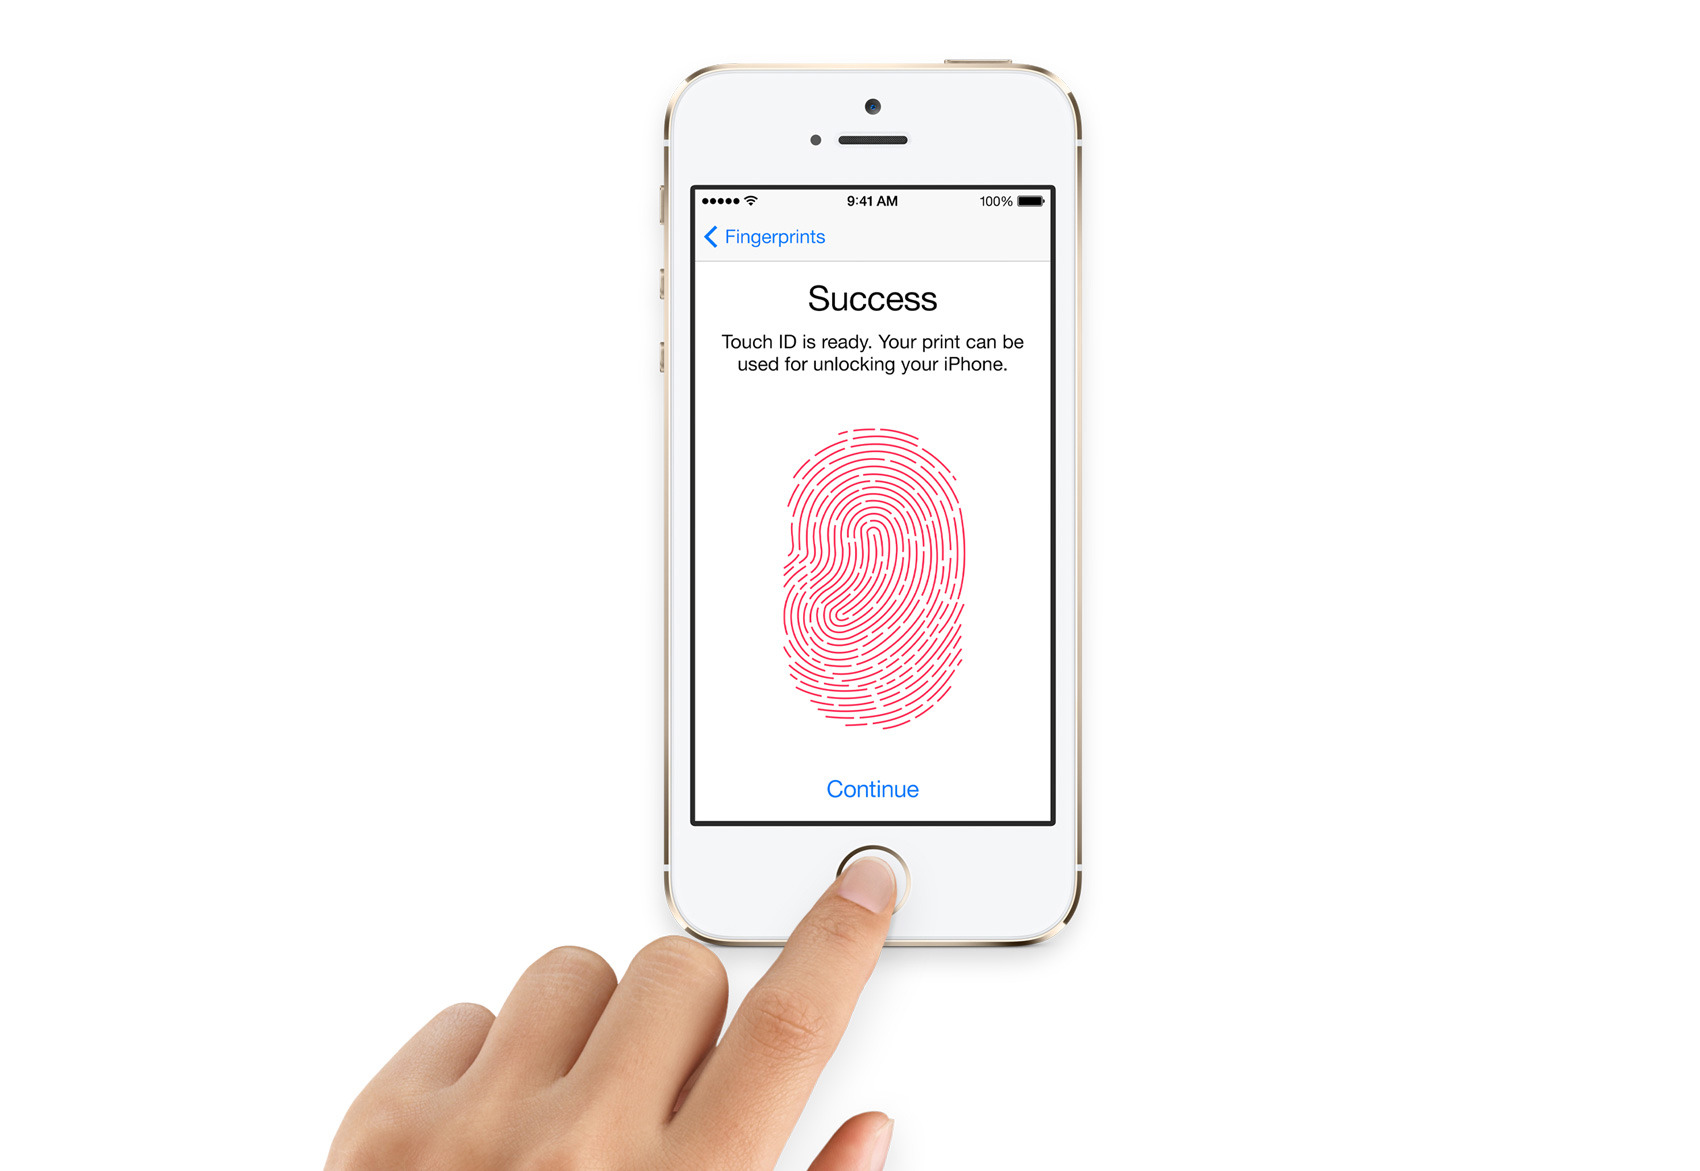 9:41 AM
100%
Fingerprints
Success
Touch ID is ready. Your print can be
used for unlocking your iPhone.
Continue